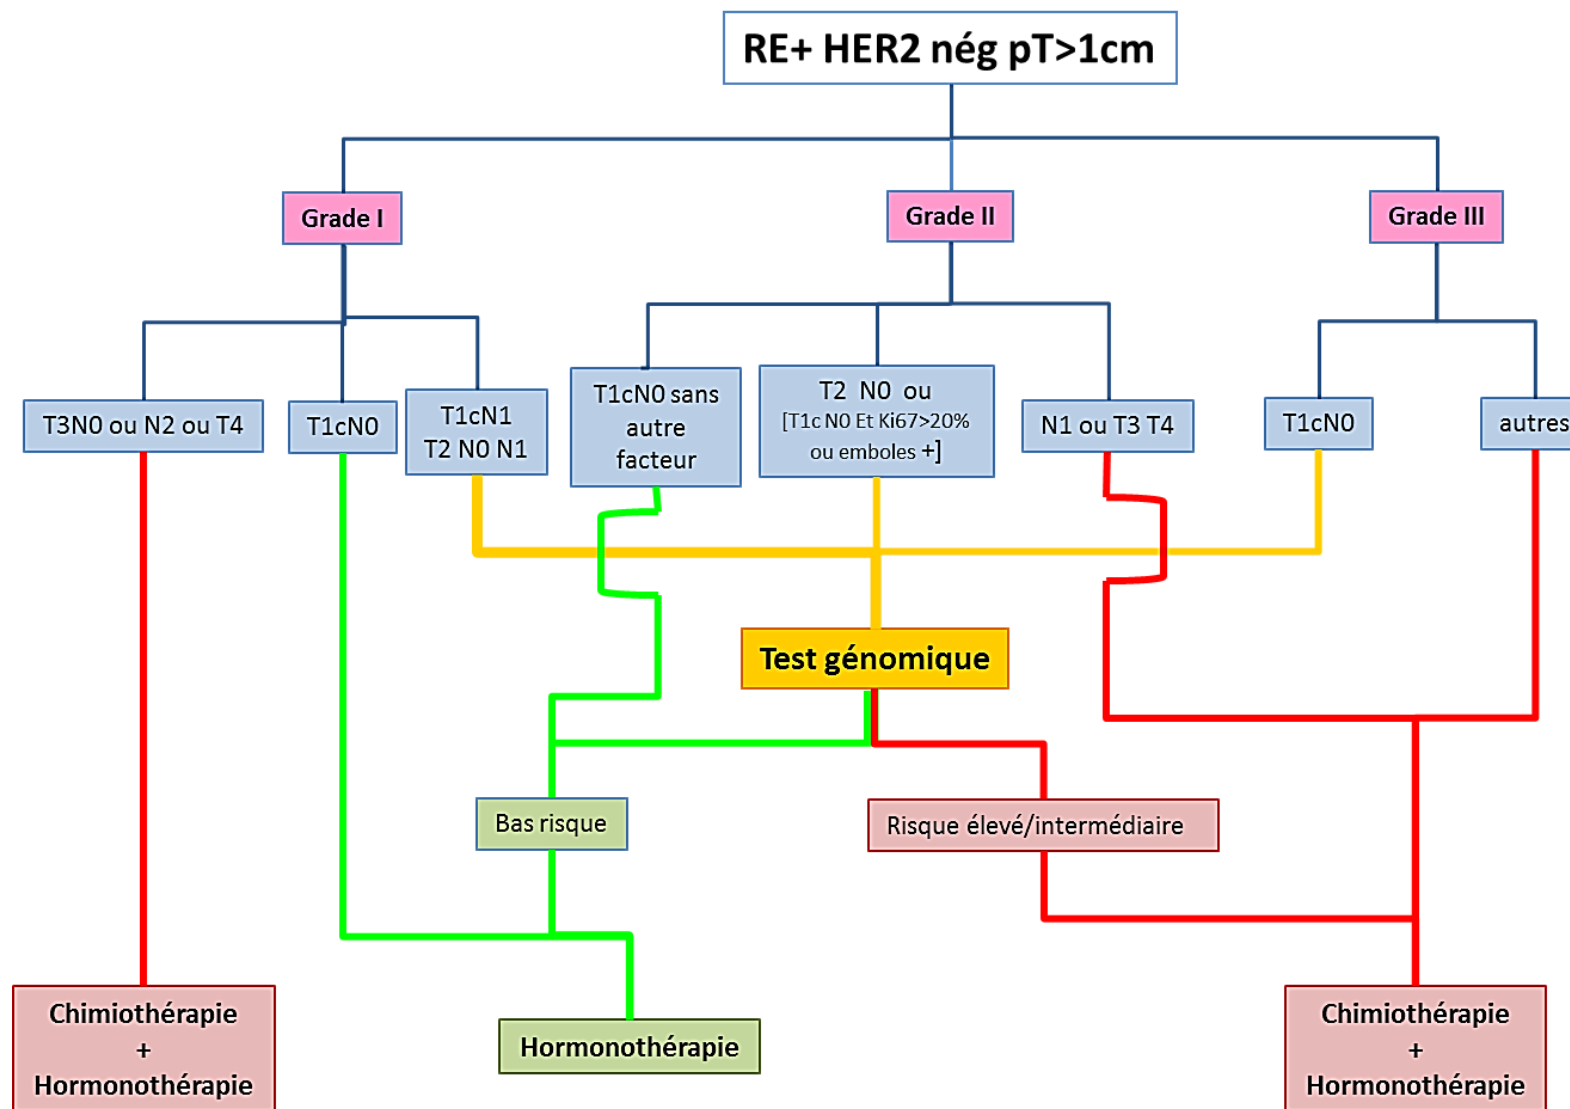 RE+ HER2 nég pT>1cm
Grade I
Grade II
Grade III
T3N0 ou N2 ou T4
T1cN0
T1cN1
T2 N0 N1
T1cN0 sans
autre
facteur
T2 N0 ou
[T1c N0 Et Ki67>20%
ou emboles +]
N1 ou T3 T4
T1cN0
autres
Test génomique
Bas risque
Risque élevé/intermédiaire
Chimiothérapie
+
Hormonothérapie
Hormonothérapie
Chimiothérapie
+
Hormonothérapie